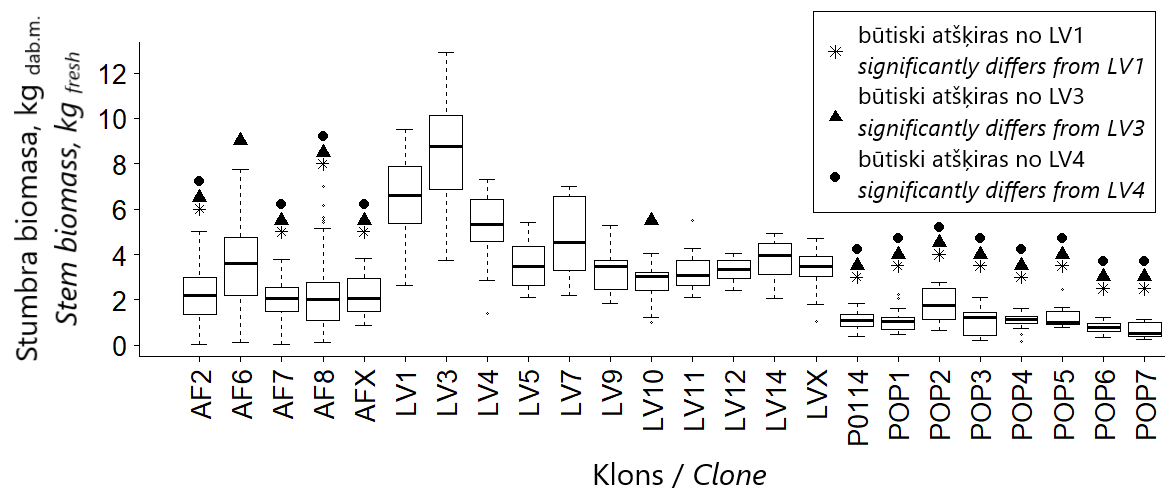 Stumbra biomasa, kg dab.m.
Stem biomass, kg fresh
12
10
8
6
4
2
0
būtiski atšķiras no LV1
significantly differs from LV1
būtiski atšķiras no LV3
significantly differs from LV3
būtiski atšķiras no LV4
significantly differs from LV4
AF2
AF6
AF7
AF8
AFX
LV1
LV3
LV4
LV5
LV7
LV9
LV10
LV11
LV12
LV14
LVX
P0114
POP1
POP2
POP3
POP4
POP5
POP6
POP7
Klons / Clone